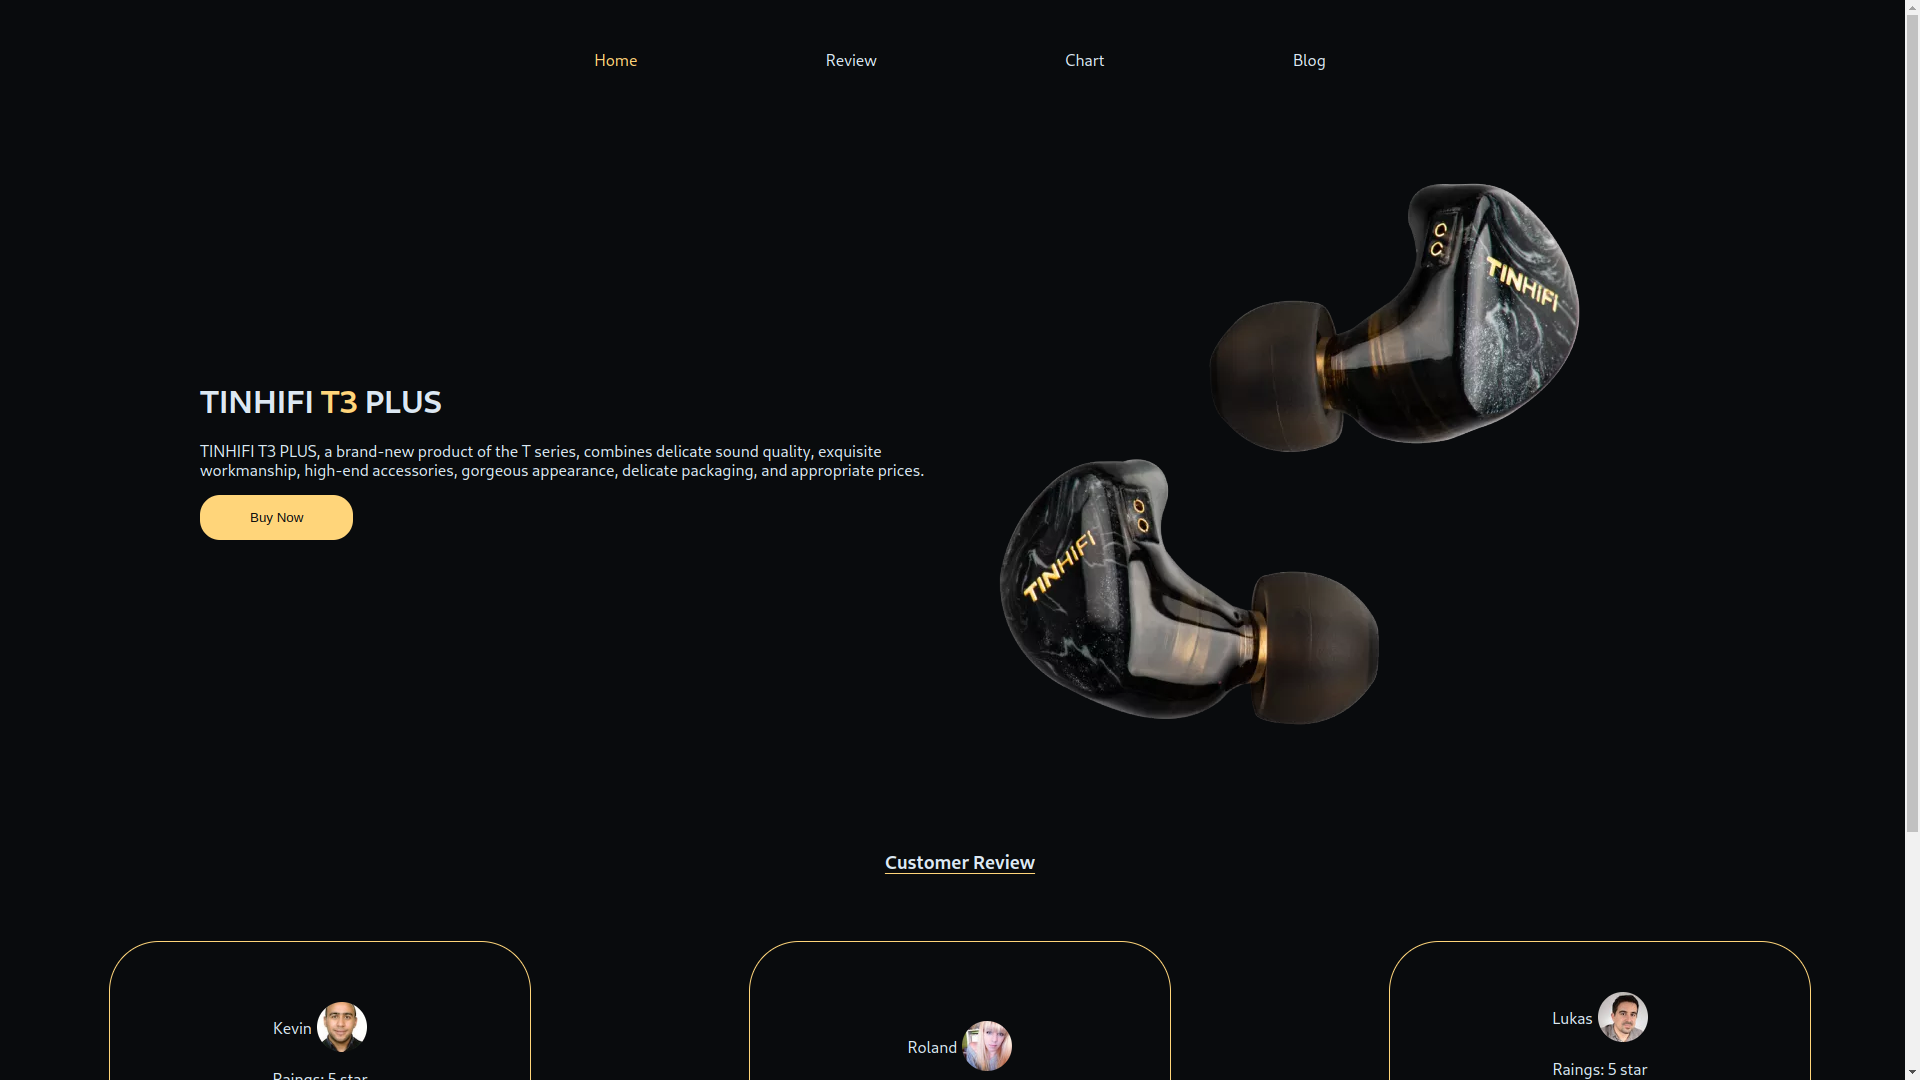 Home Review Chart Blog
TINHIFI
TINHIFI T3 PLUS
TINHIFI T3 PLUS, a brand-new product of the T series, combines delicate sound quality, exquisite
workmanship, high-end accessories, gorgeous appearance, delicate packaging, and appropriate prices.
Buy Now
TINHIFI
Customer Review
Kevin
Roland
Lukas
Raings: 5 star
Raings: 5 star